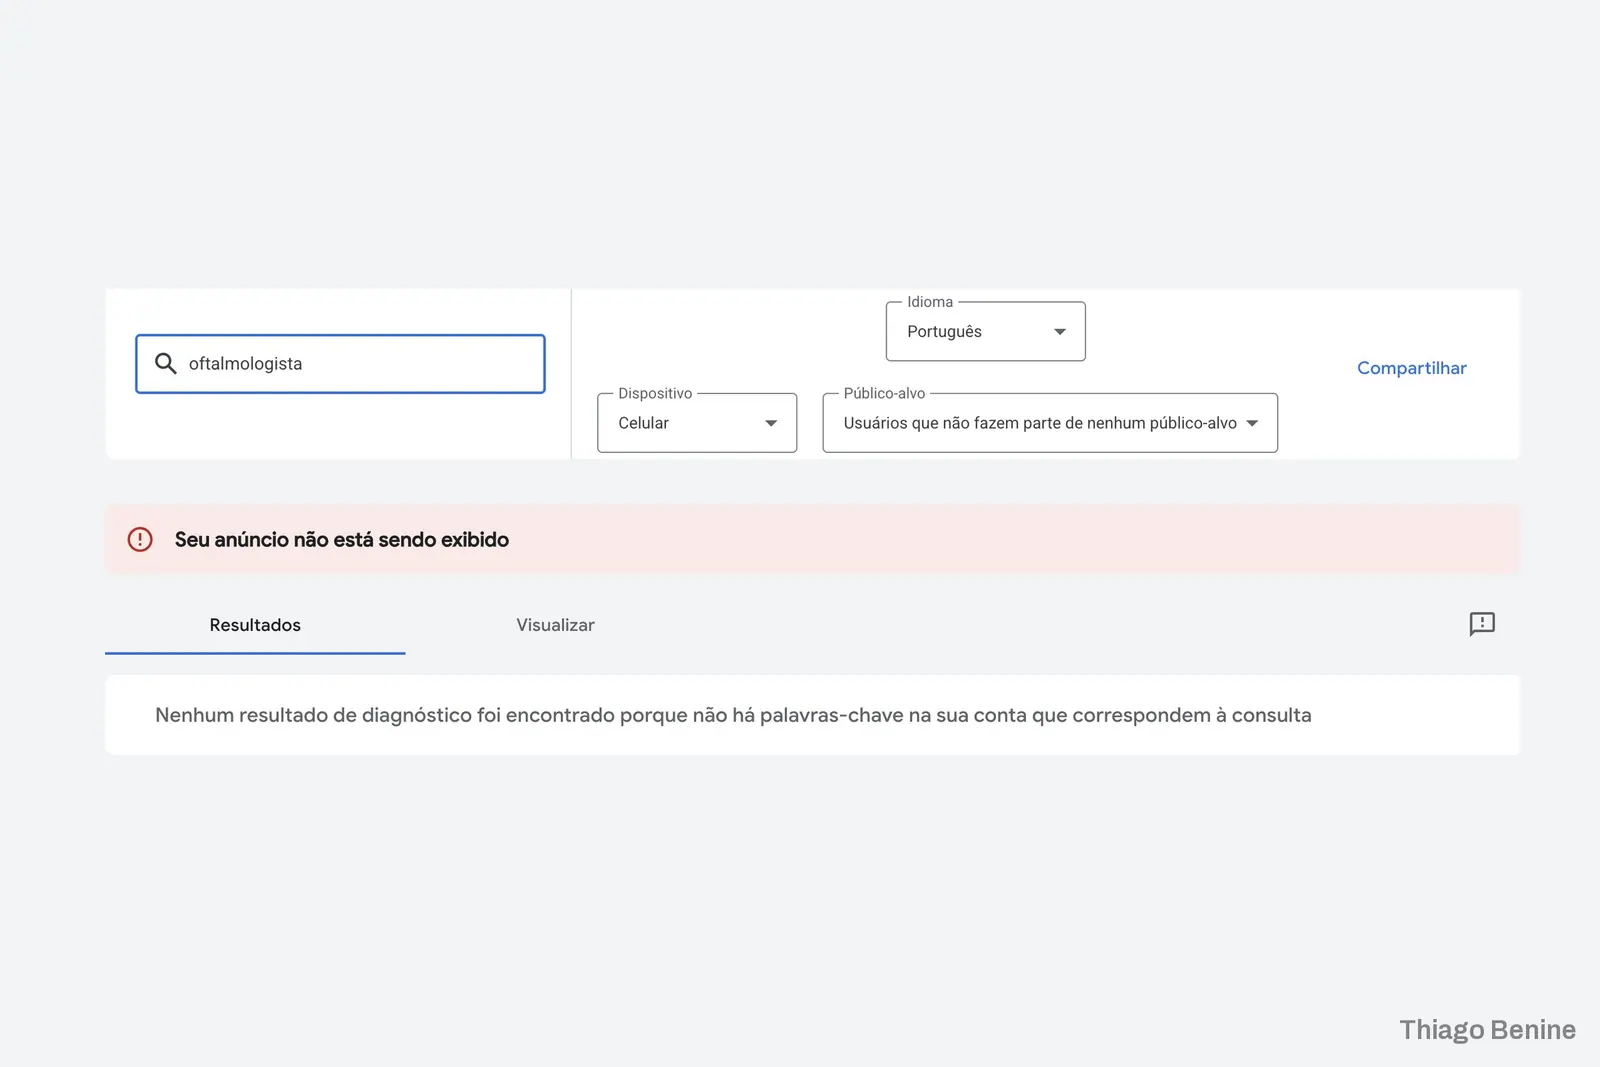 oftalmologista
Idioma
Português
Dispositivo
Celular
Público-alvo
Usuários que não fazem parte de nenhum público-alvo
Compartilhar
Seu anúncio não está sendo exibido
Resultados
Visualizar
Nenhum resultado de diagnóstico foi encontrado porque não há palavras-chave na sua conta que correspondem à consulta
Thiago Benine